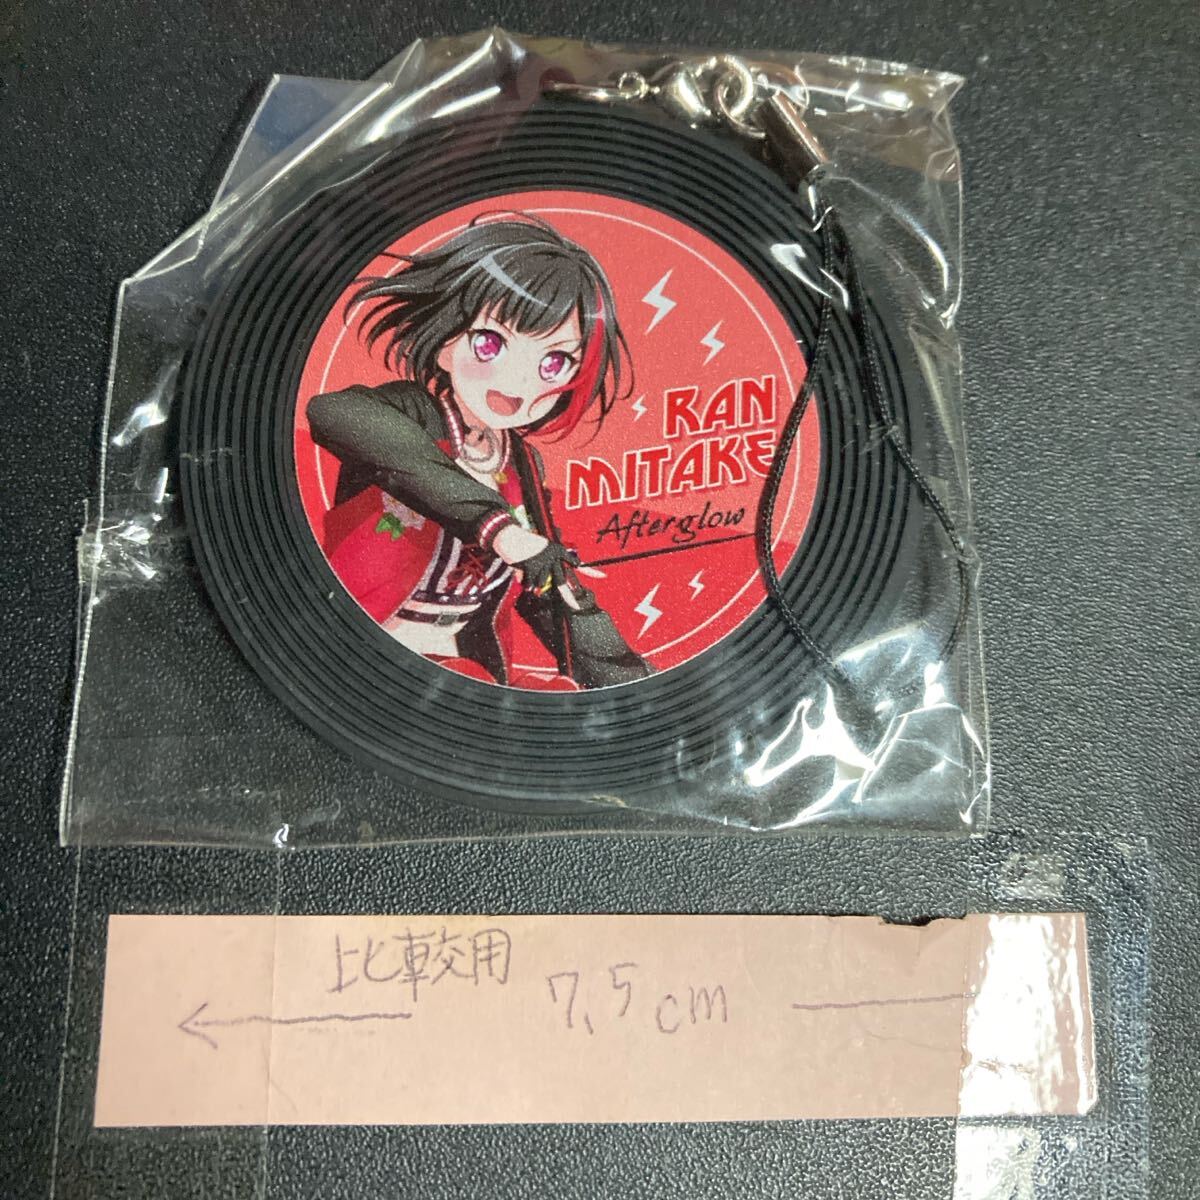 RAN
MITAKE
Afterglow
比較用
7.5cm